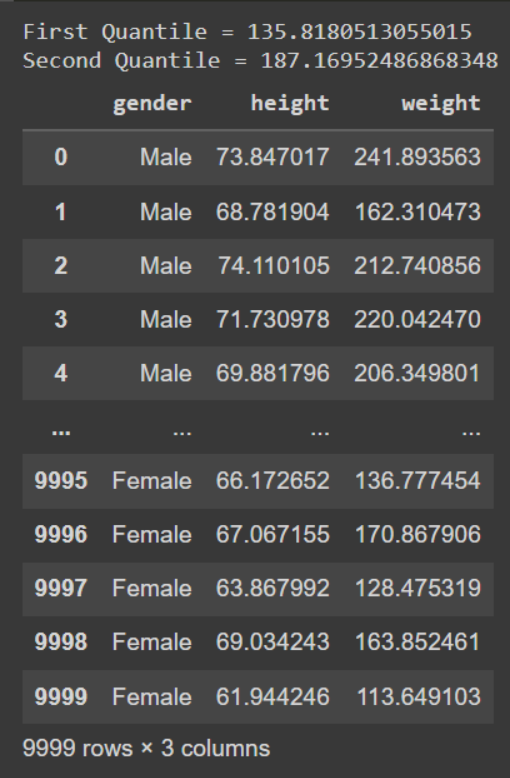 First Quantile = 135.8180513055015
Second Quantile = 187.16952486868348
gender height weight
0 Male 73.847017 241.893563
1 Male 68.781904 162.310473
2 Male 74.110105 212.740856
3 Male 71.730978 220.042470
4 Male 69.881796 206.349801
... ... ... ...
9995 Female 66.172652 136.777454
9996 Female 67.067155 170.867906
9997 Female 63.867992 128.475319
9998 Female 69.034243 163.852461
9999 Female 61.944246 113.649103
9999 rows × 3 columns